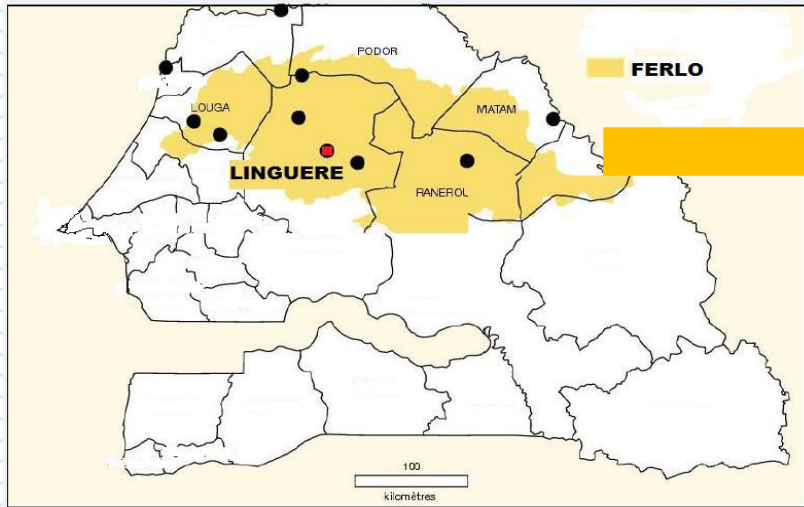 PODOR
FERLO
LOUGA
MATAM
LINGUERE
RANEROU
100
kilomètres